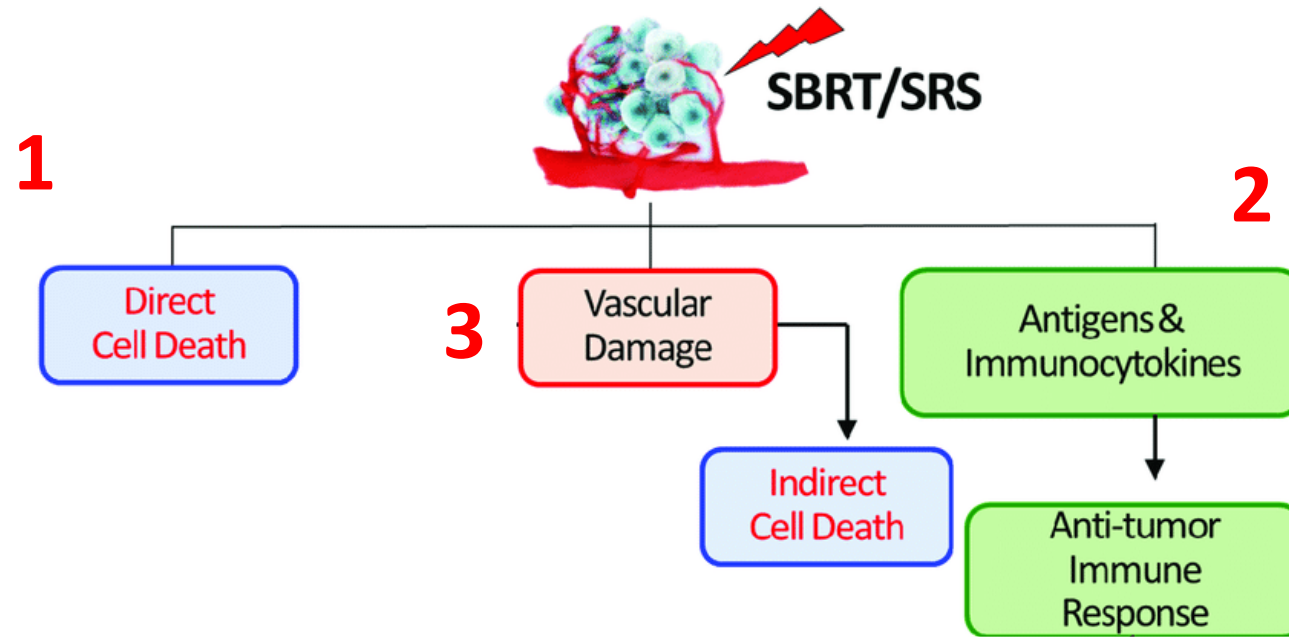 SBRT/SRS
1
2
Direct
Cell Death
3
Vascular
Damage
Antigens &
Immunocytokines
Indirect
Cell Death
Anti-tumor
Immune
Response